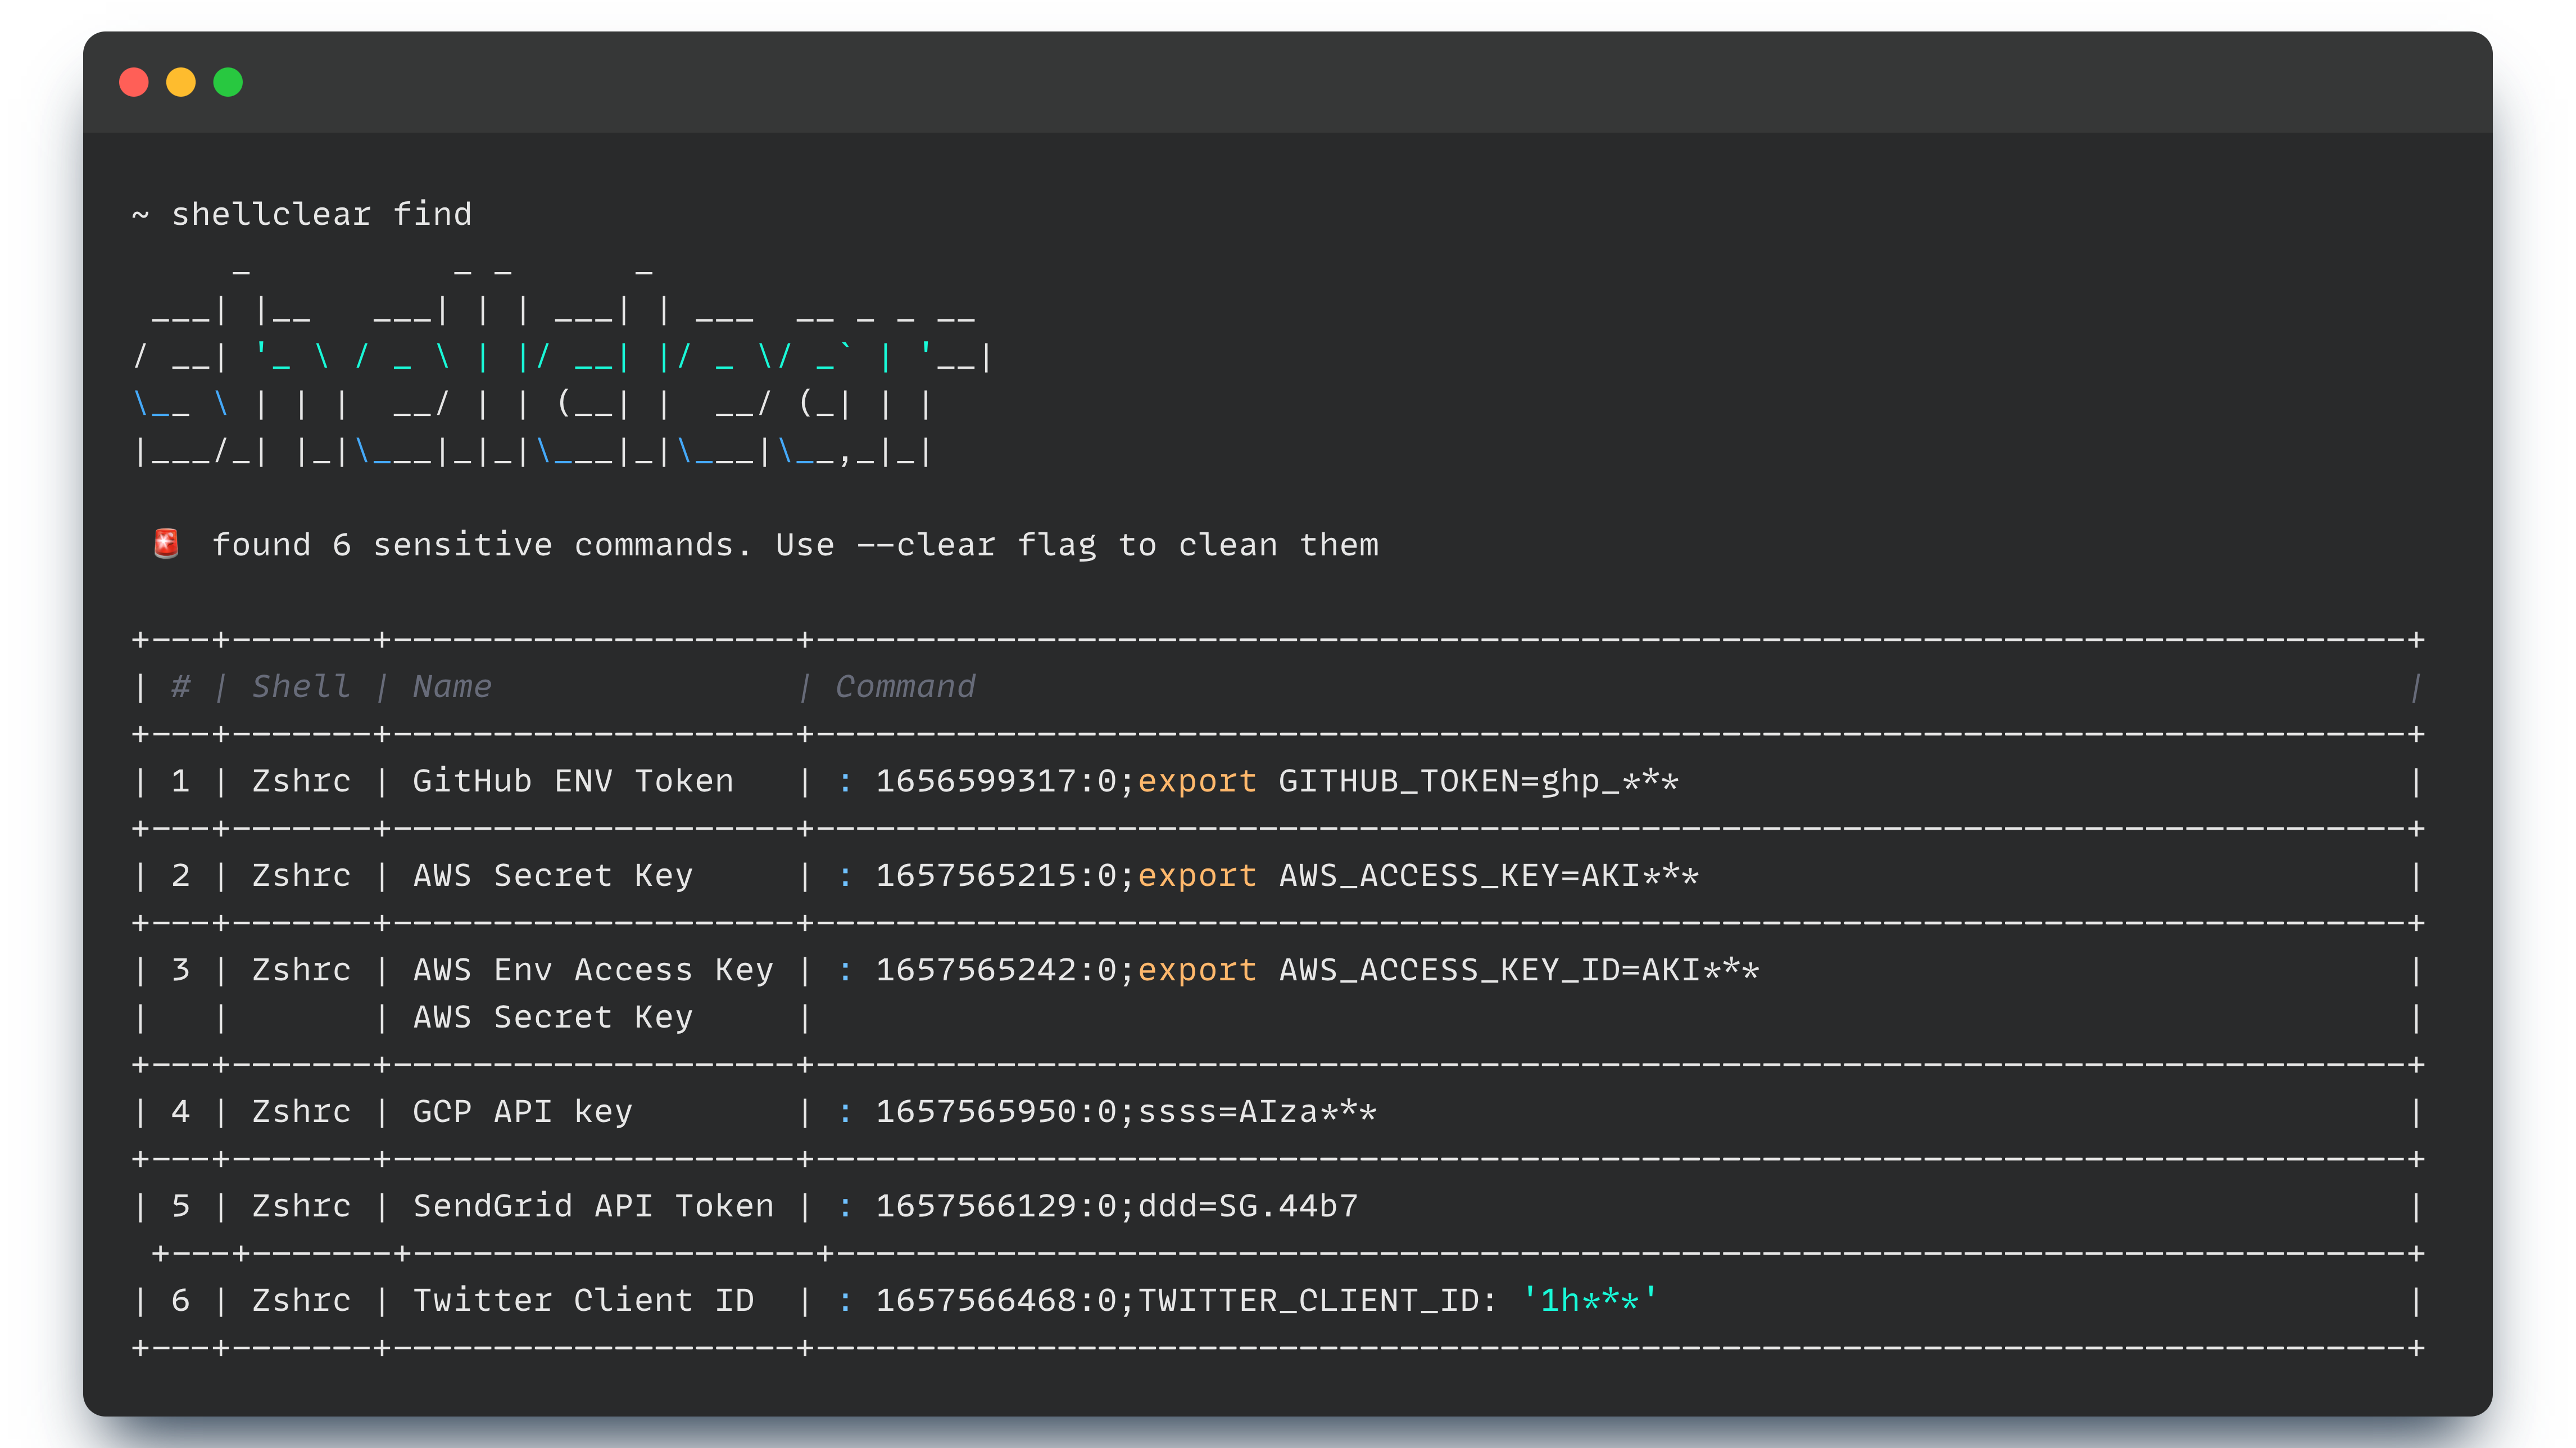 ~ shellclear find
     _          _ _      _
 ___| |__   ___| | | ___| | ___  __ _ _ __
/ __| '_ \ / _ \ | |/ __| |/ _ \/ _` | '__|
\__ \ | | |  __/ | | (__| |  __/ (_| | |
|___/_| |_|\___|_|_|\___|_|\___|\__,_|_|
🚨 found 6 sensitive commands. Use --clear flag to clean them
+---+-------+--------------------+-------------------------------------------------------------------------------+
| # | Shell | Name               | Command                                                                       |
+---+-------+--------------------+-------------------------------------------------------------------------------+
| 1 | Zshrc | GitHub ENV Token   | : 1656599317:0;export GITHUB_TOKEN=ghp_***                                    |
+---+-------+--------------------+-------------------------------------------------------------------------------+
| 2 | Zshrc | AWS Secret Key     | : 1657565215:0;export AWS_ACCESS_KEY=AKI***                                   |
+---+-------+--------------------+-------------------------------------------------------------------------------+
| 3 | Zshrc | AWS Env Access Key | : 1657565242:0;export AWS_ACCESS_KEY_ID=AKI***                                |
|   |       | AWS Secret Key     |                                                                               |
+---+-------+--------------------+-------------------------------------------------------------------------------+
| 4 | Zshrc | GCP API key        | : 1657565950:0;ssss=AIza***                                                   |
+---+-------+--------------------+-------------------------------------------------------------------------------+
| 5 | Zshrc | SendGrid API Token | : 1657566129:0;ddd=SG.44b7                                                    |
 +---+-------+--------------------+------------------------------------------------------------------------------+
| 6 | Zshrc | Twitter Client ID  | : 1657566468:0;TWITTER_CLIENT_ID: '1h***'                                     |
+---+-------+--------------------+-------------------------------------------------------------------------------+